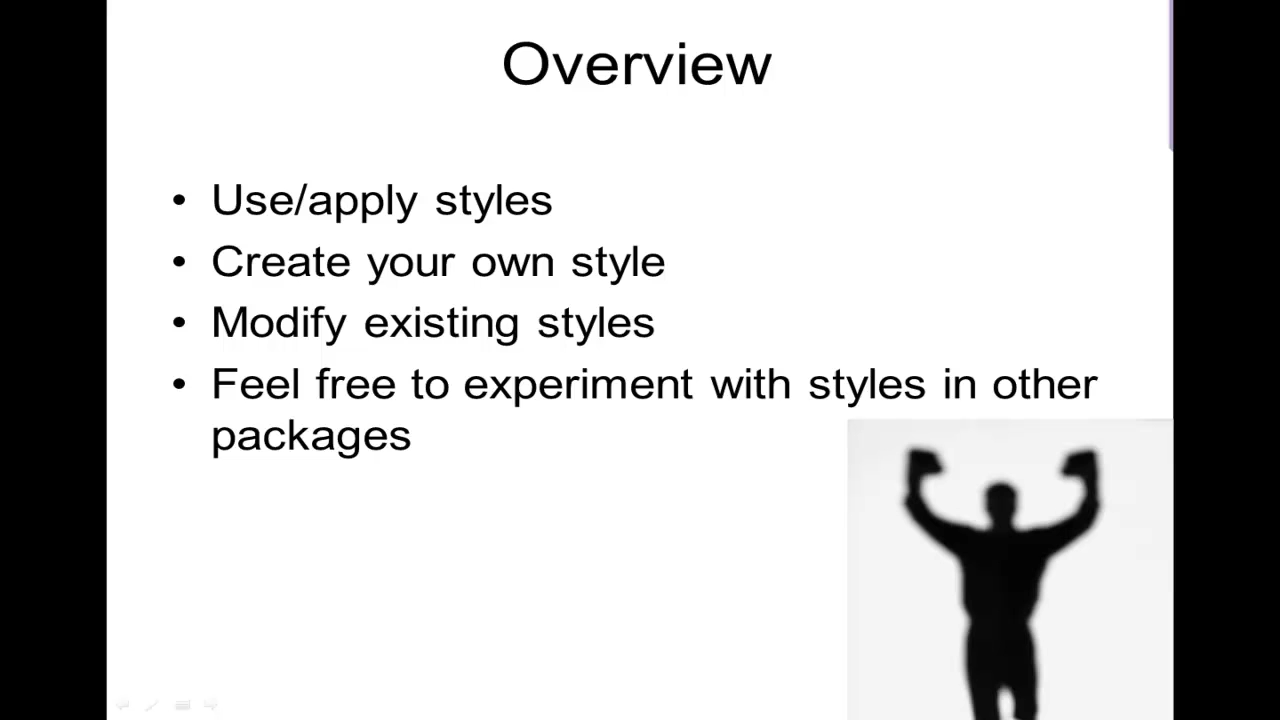 Overview
• Use/apply styles
• Create your own style
• Modify existing styles
• Feel free to experiment with styles in other
packages